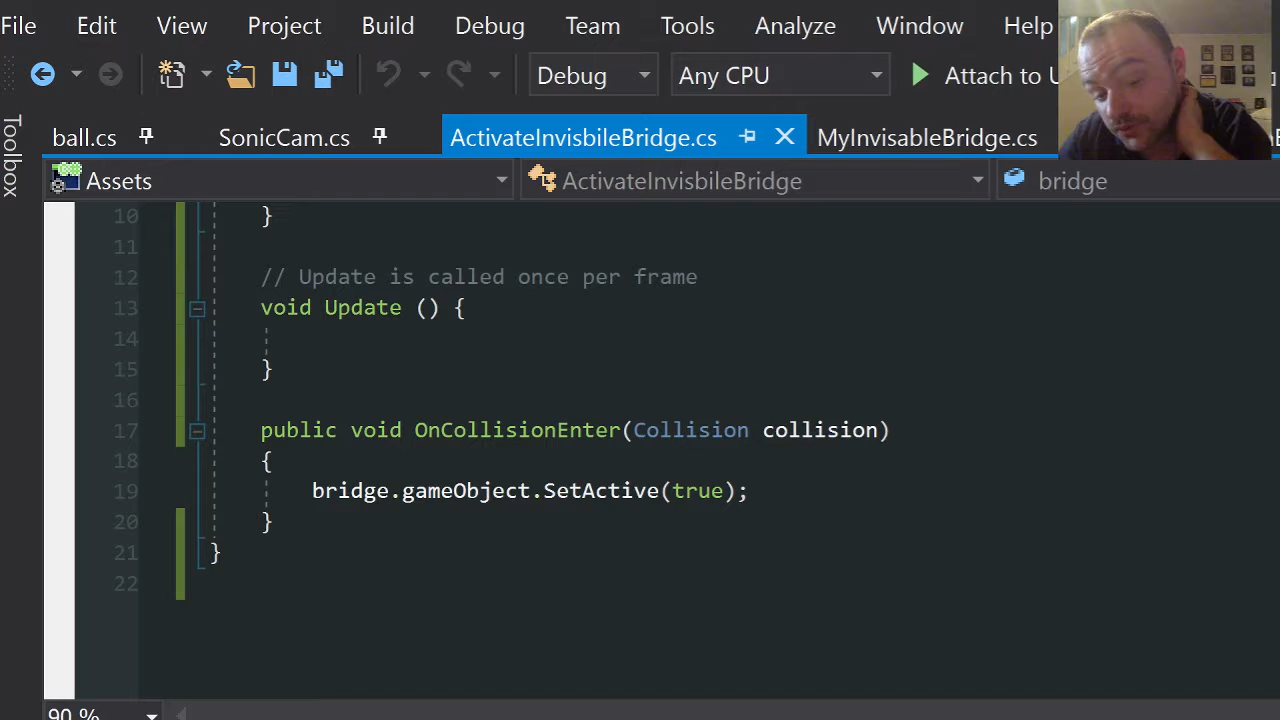 File Edit View Project Build Debug Team Tools Analyze Window Help
Debug Any CPU Attach to U
Toolbox
ball.cs SonicCam.cs ActivateInvisbileBridge.cs MyInvisableBridge.cs
Assets ActivateInvisbileBridge bridge
10 }
11
12 // Update is called once per frame
13 void Update () {
14
15 }
16
17 public void OnCollisionEnter(Collision collision)
18 {
19 bridge.gameObject.SetActive(true);
20 }
21 }
22
90 %